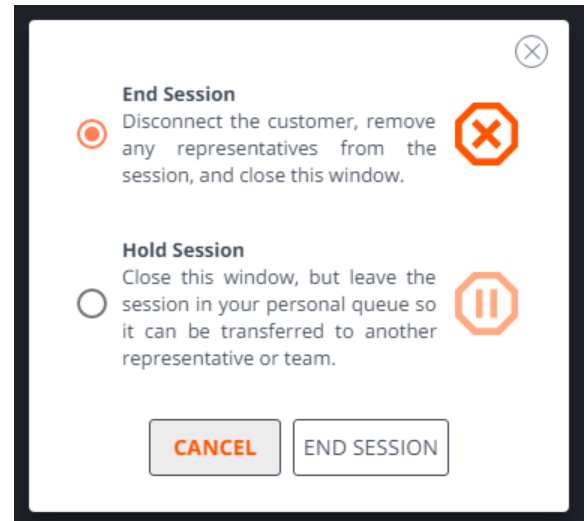 End Session
Disconnect the customer, remove
any representatives from the
session, and close this window.
Hold Session
Close this window, but leave the
session in your personal queue so
it can be transferred to another
representative or team.
CANCEL
END SESSION